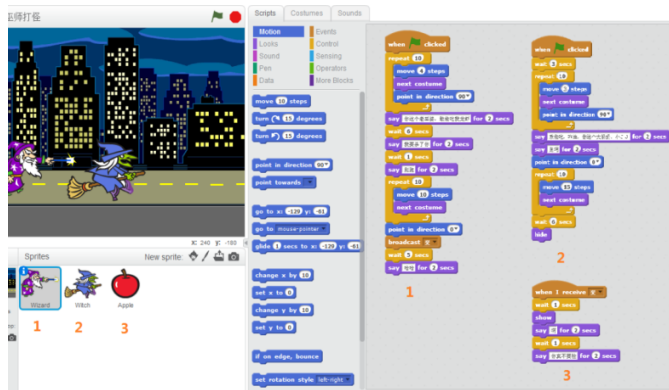 巫师打怪
Scripts
Costumes
Sounds
Motion
Looks
Sound
Pen
Data
Events
Control
Sensing
Operators
More Blocks
move 10 steps
turn 15 degrees
turn 15 degrees
point in direction 90
point towards
go to x: -120 y: -61
go to mouse-pointer
glide 1 secs to x: -120 y: -61
change x by 10
set x to 0
change y by 10
set y to 0
if on edge, bounce
set rotation style left-right
x: 240 y: -180
Sprites
New sprite:
Wizard
Witch
Apple
1
2
3
when clicked
repeat 10
move 4 steps
next costume
point in direction 90
say for 2 secs
wait 6 secs
say for 2 secs
wait 1 secs
say for 2 secs
repeat 10
move 10 steps
next costume
point in direction 0
broadcast
wait 5 secs
say for 2 secs
1
when clicked
wait 3 secs
repeat 10
move steps
next costume
point in direction 90
say for 2 secs
say for 2 secs
point in direction 0
repeat 10
move 85 steps
next costume
wait 6 secs
hide
2
when I receive
wait 1 secs
show
say for 2 secs
wait 1 secs
say for 2 secs
3